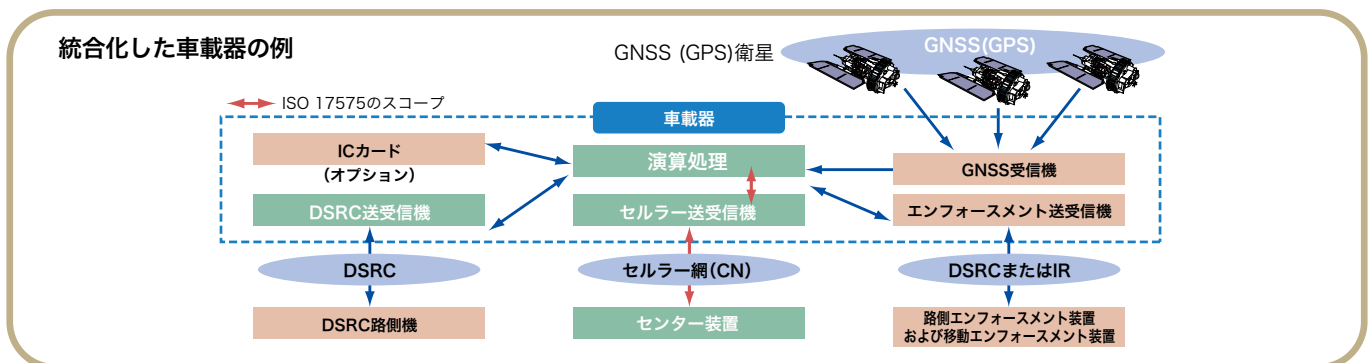 統合化した車載器の例
GNSS (GPS)衛星
GNSS(GPS)
ISO 17575のスコープ
車載器
ICカード
(オプション)
演算処理
GNSS受信機
DSRC送受信機
セルラー送受信機
エンフォースメント送受信機
DSRC
セルラー網(CN)
DSRCまたはIR
DSRC路側機
センター装置
路側エンフォースメント装置
および移動エンフォースメント装置